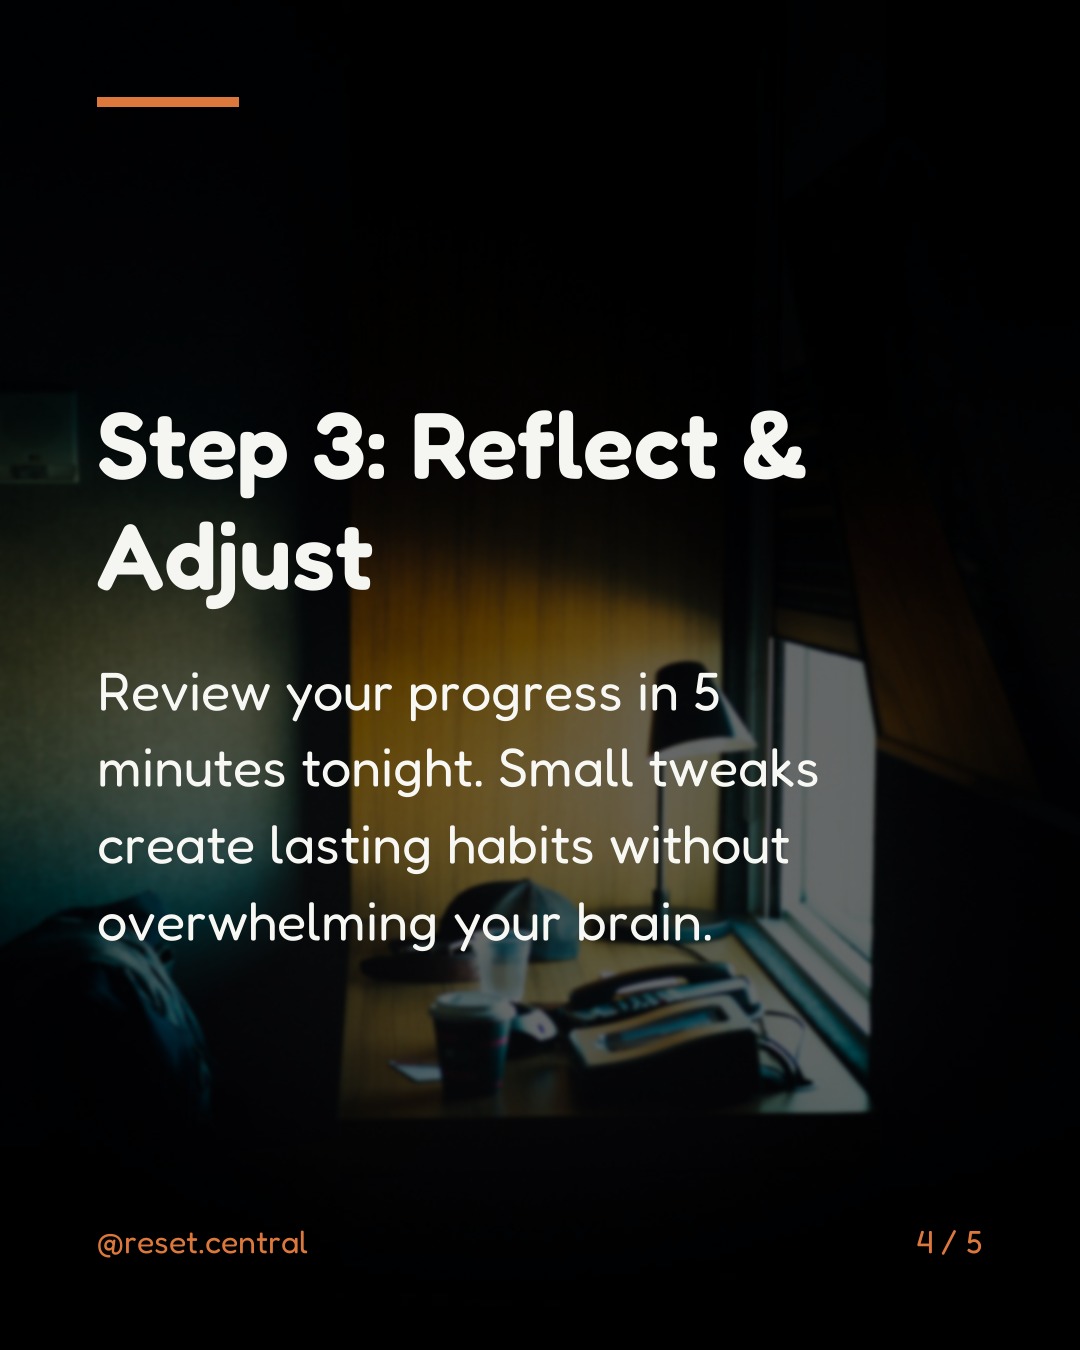 Step 3: Reflect &
Adjust
Review your progress in 5
minutes tonight. Small tweaks
create lasting habits without
overwhelming your brain.
@reset.central
4 / 5